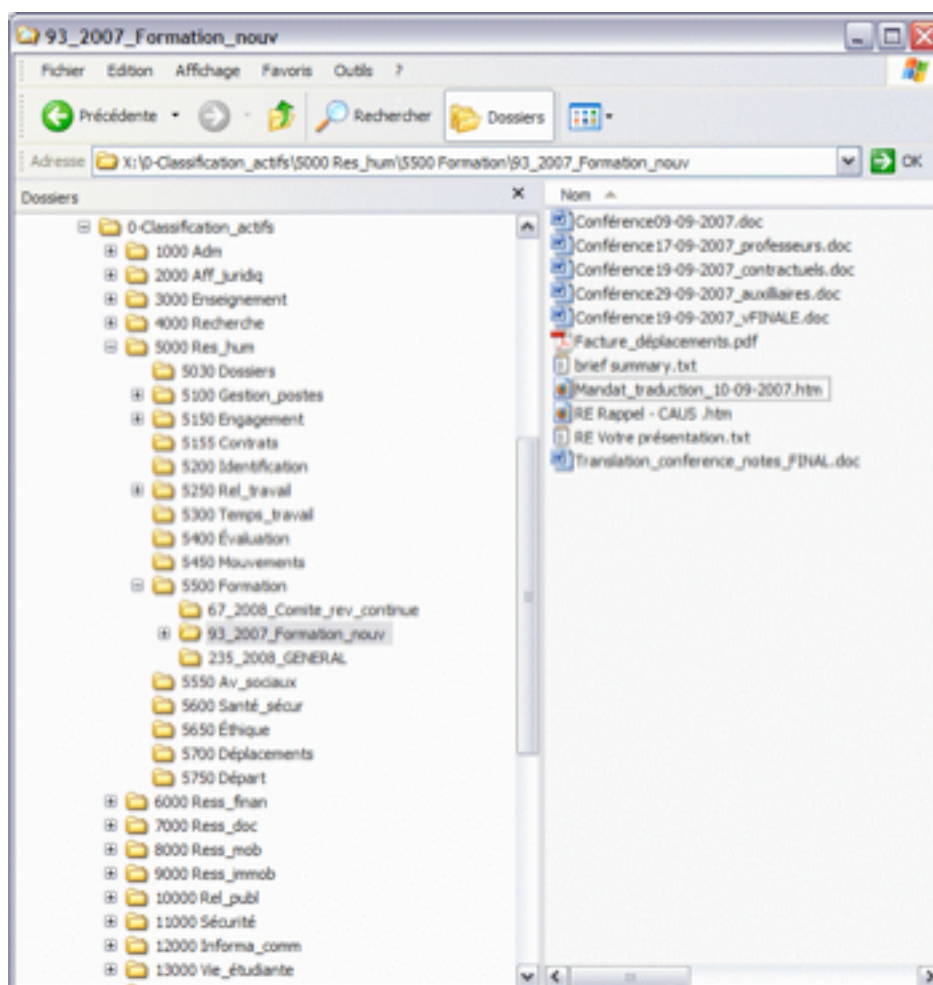 93_2007_Formation_nouv
Fichier Edition Affichage Favoris Outils ?
Précédente Rechercher Dossiers
Adresse X:\0-Classification_actifs\5000 Res_hum\5500 Formation\93_2007_Formation_nouv OK
Dossiers
0-Classification_actifs
1000 Adm
2000 Aff_juridiq
3000 Enseignement
4000 Recherche
5000 Res_hum
5030 Dossiers
5100 Gestion_postes
5150 Engagement
5155 Contrats
5200 Identification
5250 Rel_travail
5300 Temps_travail
5400 Évaluation
5450 Mouvements
5500 Formation
67_2008_Comite_rev_continue
93_2007_Formation_nouv
235_2008_GENERAL
5550 Av_sociaux
5600 Santé_sécur
5650 Éthique
5700 Déplacements
5750 Départ
6000 Ress_finan
7000 Ress_doc
8000 Ress_mob
9000 Ress_immob
10000 Rel_publ
11000 Sécurité
12000 Informa_comm
13000 Vie_étudiante
Nom
Conférence09-09-2007.doc
Conférence17-09-2007_professeurs.doc
Conférence19-09-2007_contractuels.doc
Conférence29-09-2007_auxilliaires.doc
Conférence19-09-2007_vFINALE.doc
Facture_déplacements.pdf
brief summary.txt
Mandat_traduction_10-09-2007.htm
RE Rappel - CAUS .htm
RE Votre présentation.txt
Translation_conference_notes_FINAL.doc